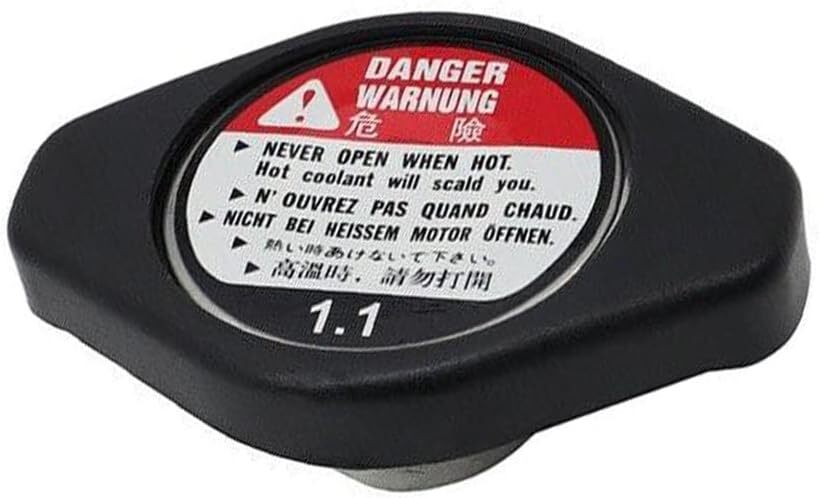 DANGER
WARNUNG
危 險
▶ NEVER OPEN WHEN HOT.
Hot coolant will scald you.
▶ N'OUVREZ PAS QUAND CHAUD.
▶ NICHT BEI HEISSEM MOTOR ÖFFNEN.
▶ 熱い時あけないで下さい。
▶ 高溫時，請勿打開
1.1